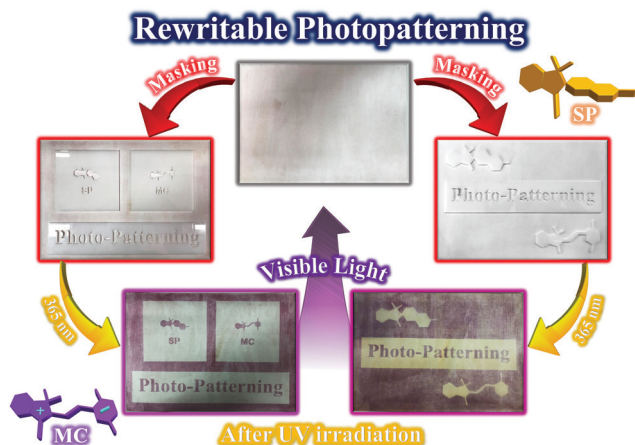 Rewritable Photopatterning
Masking
Masking
SP
SP
MC
Photo-Patterning
Photo-Patterning
365 nm
Visible Light
365 nm
SP
MC
Photo-Patterning
Photo-Patterning
MC
+
−
After UV irradiation